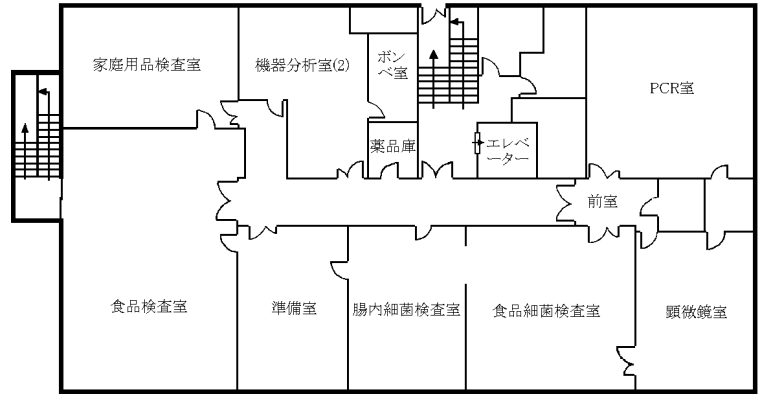 家庭用品検査室
機器分析室(2)
ボン
ベ室
PCR室
薬品庫
エレベ
ーター
前室
食品検査室
準備室
腸内細菌検査室
食品細菌検査室
顕微鏡室